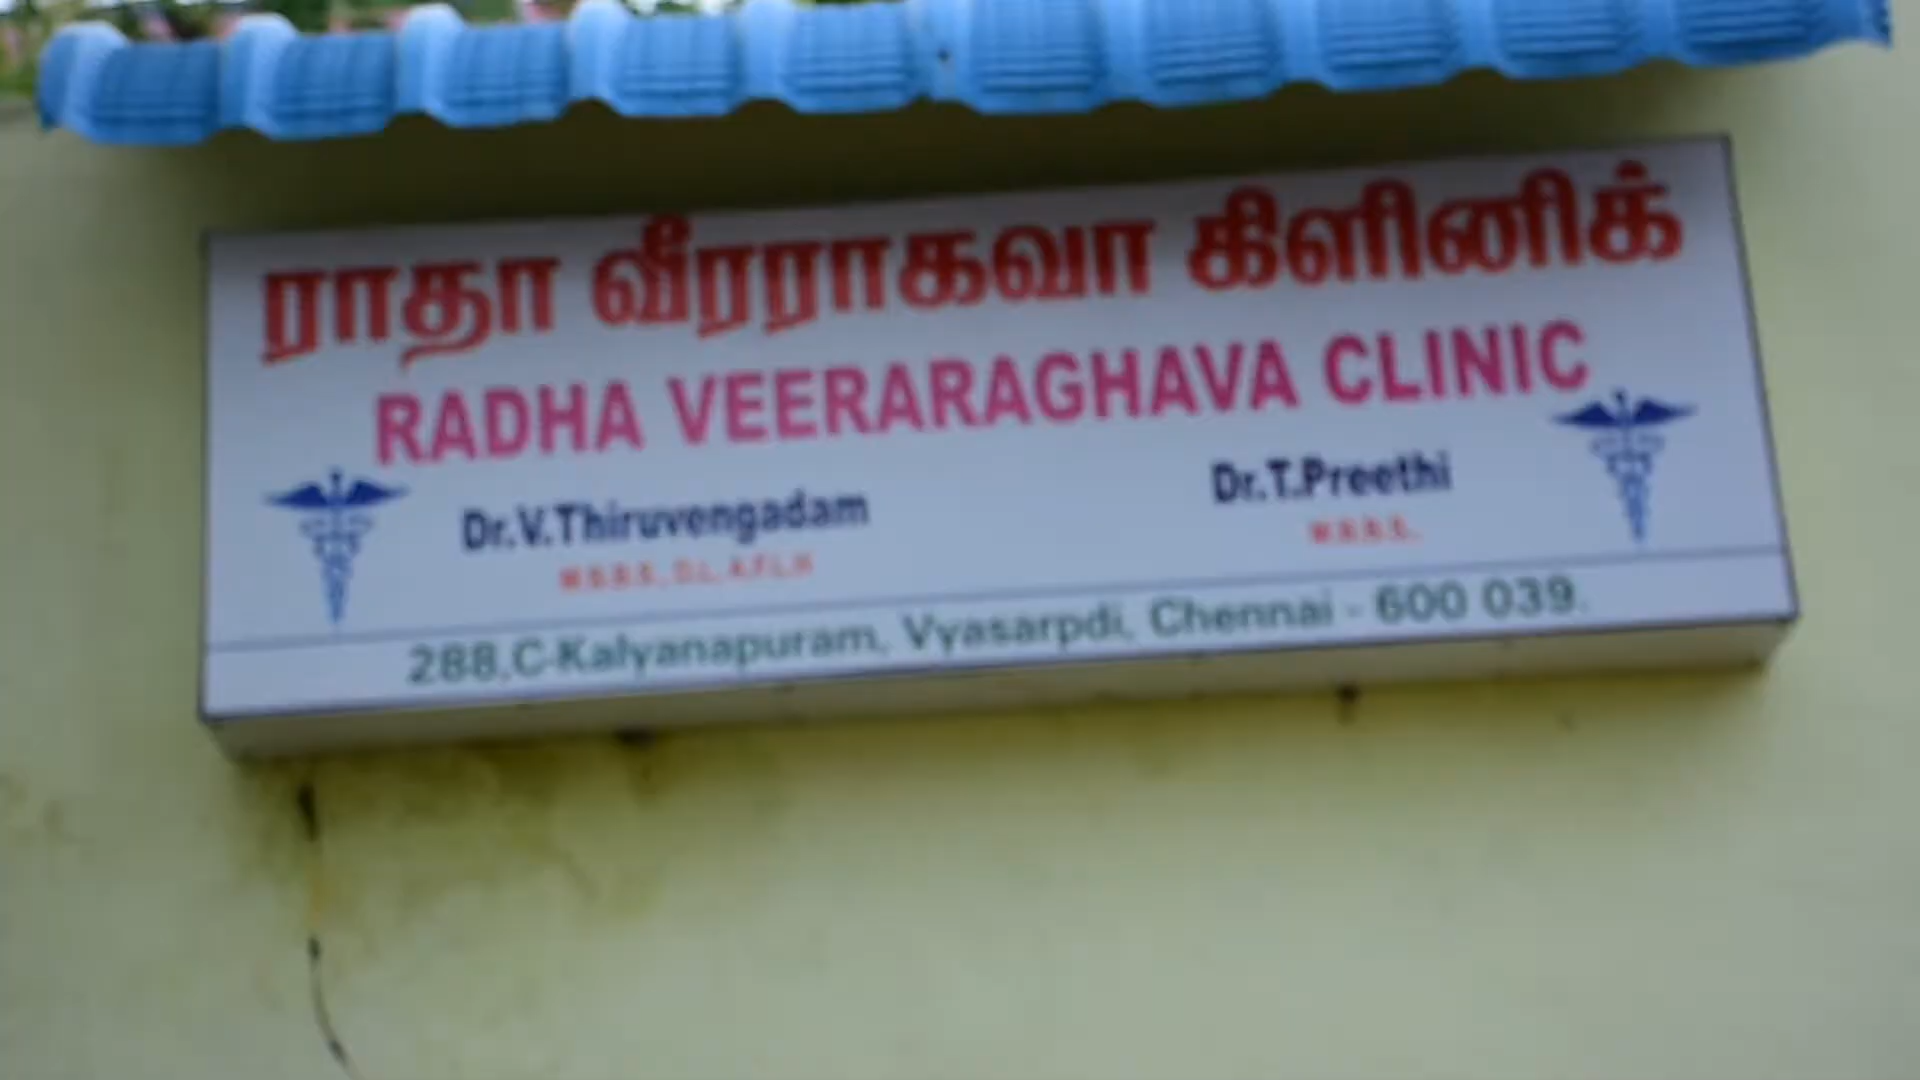 ராதா வீரராகவா கிளினிக்
RADHA VEERARAGHAVA CLINIC
Dr.V.Thiruvengadam
Dr.T.Preethi
M.B.B.S.,
288,C-Kalyanapuram, Vyasarpdi, Chennai - 600 039.